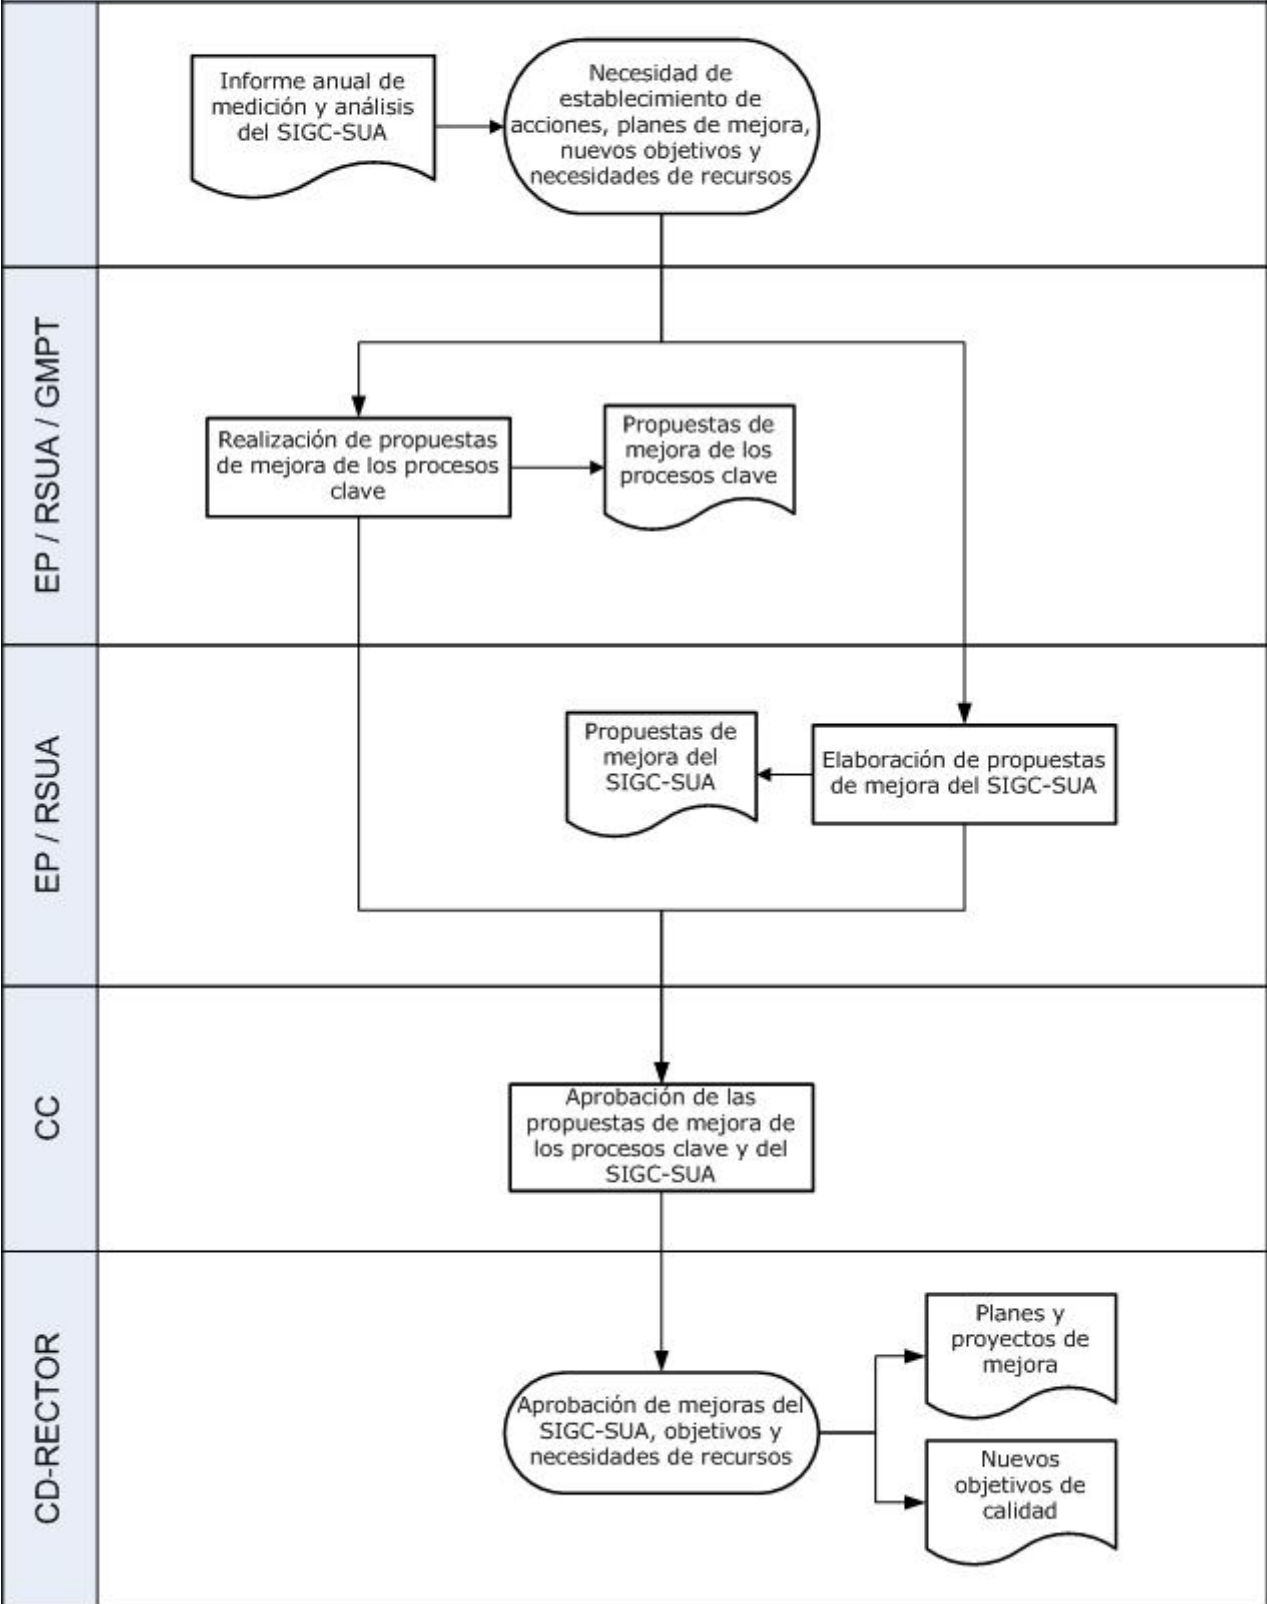 Informe anual de
medición y análisis
del SIGC-SUA
Necesidad de
establecimiento de
acciones, planes de mejora,
nuevos objetivos y
necesidades de recursos
EP / RSUA / GMPT
Realización de propuestas
de mejora de los procesos
clave
Propuestas de
mejora de los
procesos clave
EP / RSUA
Propuestas de
mejora del
SIGC-SUA
Elaboración de propuestas
de mejora del SIGC-SUA
CC
Aprobación de las
propuestas de mejora de
los procesos clave y del
SIGC-SUA
CD-RECTOR
Aprobación de mejoras del
SIGC-SUA, objetivos y
necesidades de recursos
Planes y
proyectos de
mejora
Nuevos
objetivos de
calidad